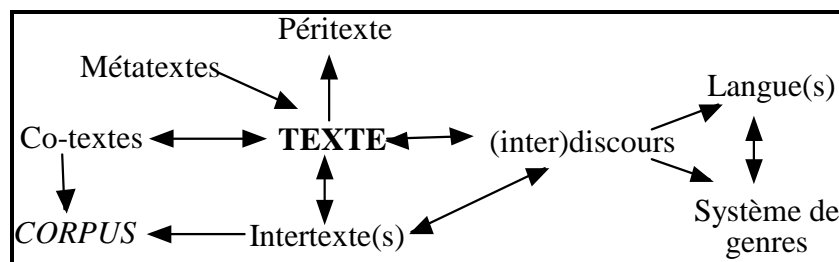 Péritexte
Métatextes
Langue(s)
Co-textes
TEXTE
(inter)discours
CORPUS
Intertexte(s)
Système de
genres